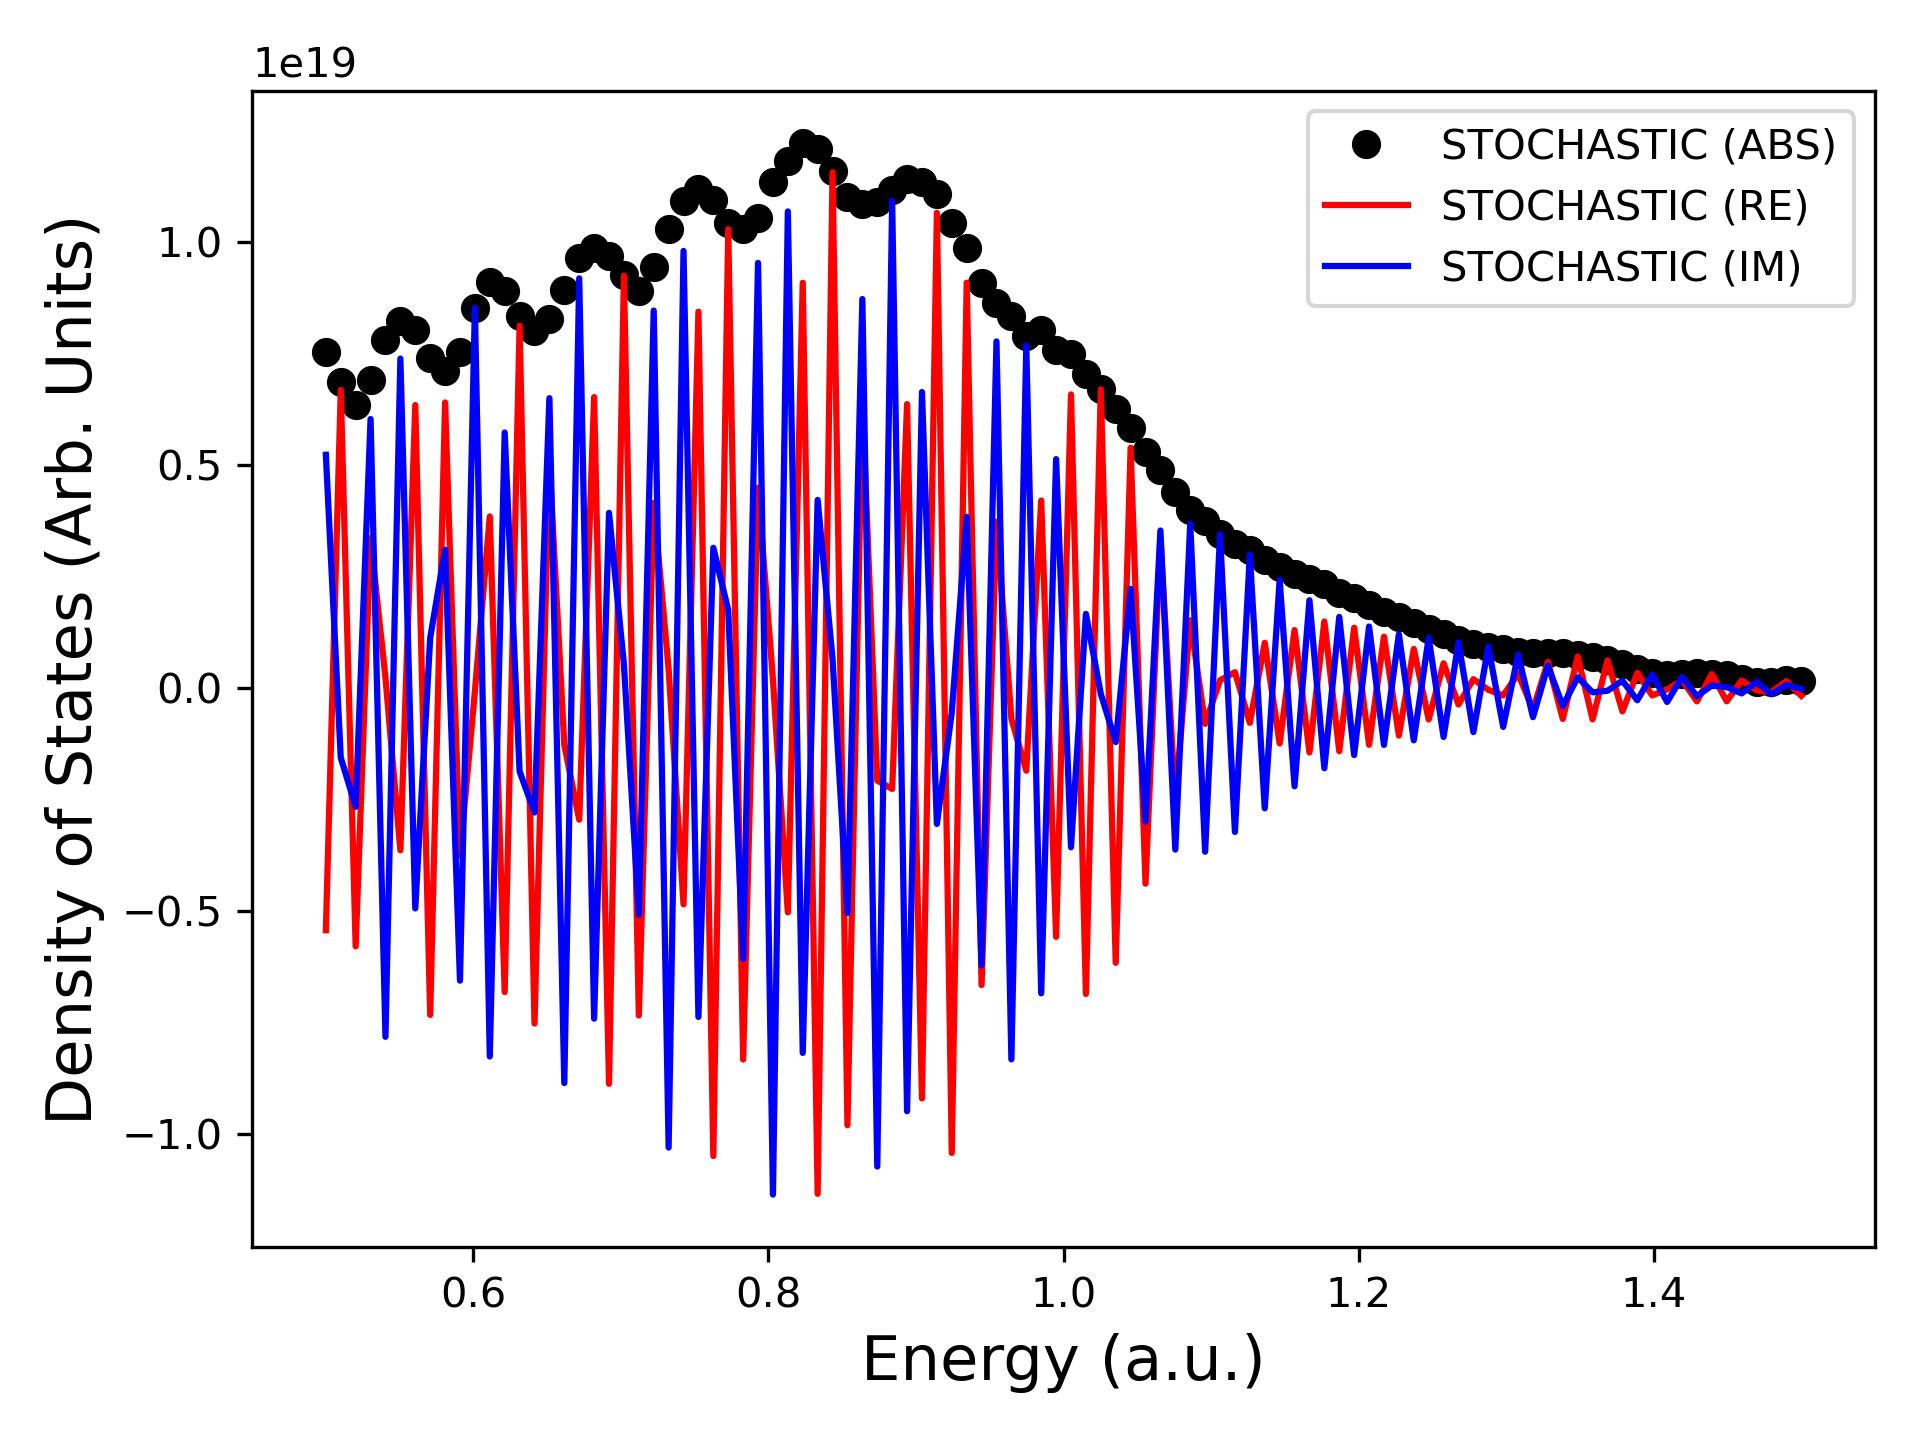 1e19
STOCHASTIC (ABS)
STOCHASTIC (RE)
STOCHASTIC (IM)
1.0
0.5
0.0
−0.5
−1.0
Density of States (Arb. Units)
0.6 0.8 1.0 1.2 1.4
Energy (a.u.)